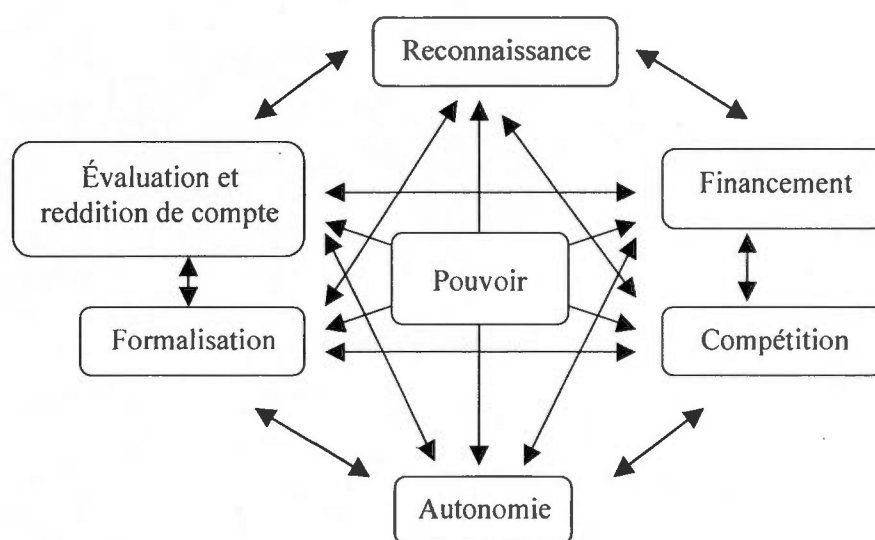 Reconnaissance
Évaluation et
reddition de compte
Financement
Pouvoir
Formalisation
Compétition
Autonomie